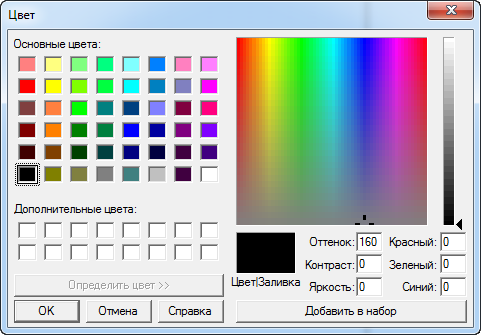 Цвет
Основные цвета:
Дополнительные цвета:
Определить цвет >>
OK
Отмена
Справка
Цвет|Заливка
Оттенок: 160
Контраст: 0
Яркость: 0
Красный: 0
Зеленый: 0
Синий: 0
Добавить в набор